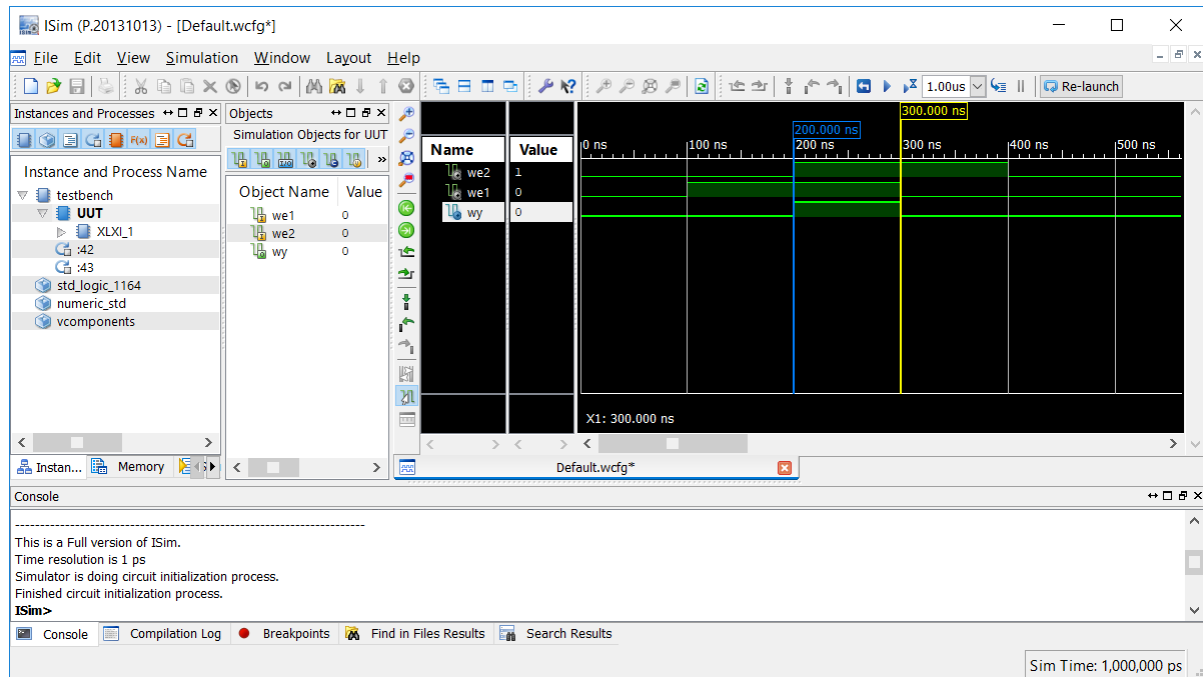 ISim (P.20131013) - [Default.wcfg*]
File Edit View Simulation Window Layout Help
1.00us Re-launch
Instances and Processes
Instance and Process Name
testbench
UUT
XLXI_1
:42
:43
std_logic_1164
numeric_std
vcomponents
Instan... Memory
Objects
Simulation Objects for UUT
Object Name Value
we1 0
we2 0
wy 0
Name Value
we2 1
we1 0
wy 0
300.000 ns
200.000 ns
0 ns 100 ns 200 ns 300 ns 400 ns 500 ns
X1: 300.000 ns
Default.wcfg*
Console
------------------------------------------------------------------------
This is a Full version of ISim.
Time resolution is 1 ps
Simulator is doing circuit initialization process.
Finished circuit initialization process.
ISim>
Console Compilation Log Breakpoints Find in Files Results Search Results
Sim Time: 1,000,000 ps